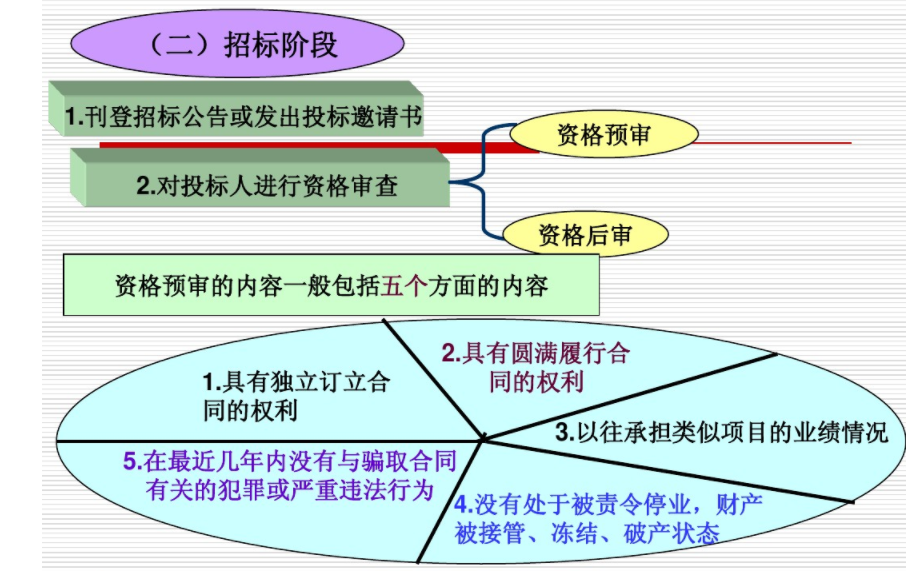 （二）招标阶段
1.刊登招标公告或发出投标邀请书
资格预审
2.对投标人进行资格审查
资格后审
资格预审的内容一般包括五个方面的内容
1.具有独立订立合
同的权利
2.具有圆满履行合
同的权利
3.以往承担类似项目的业绩情况
4.没有处于被责令停业，财产
被接管、冻结、破产状态
5.在最近几年内没有与骗取合同
有关的犯罪或严重违法行为